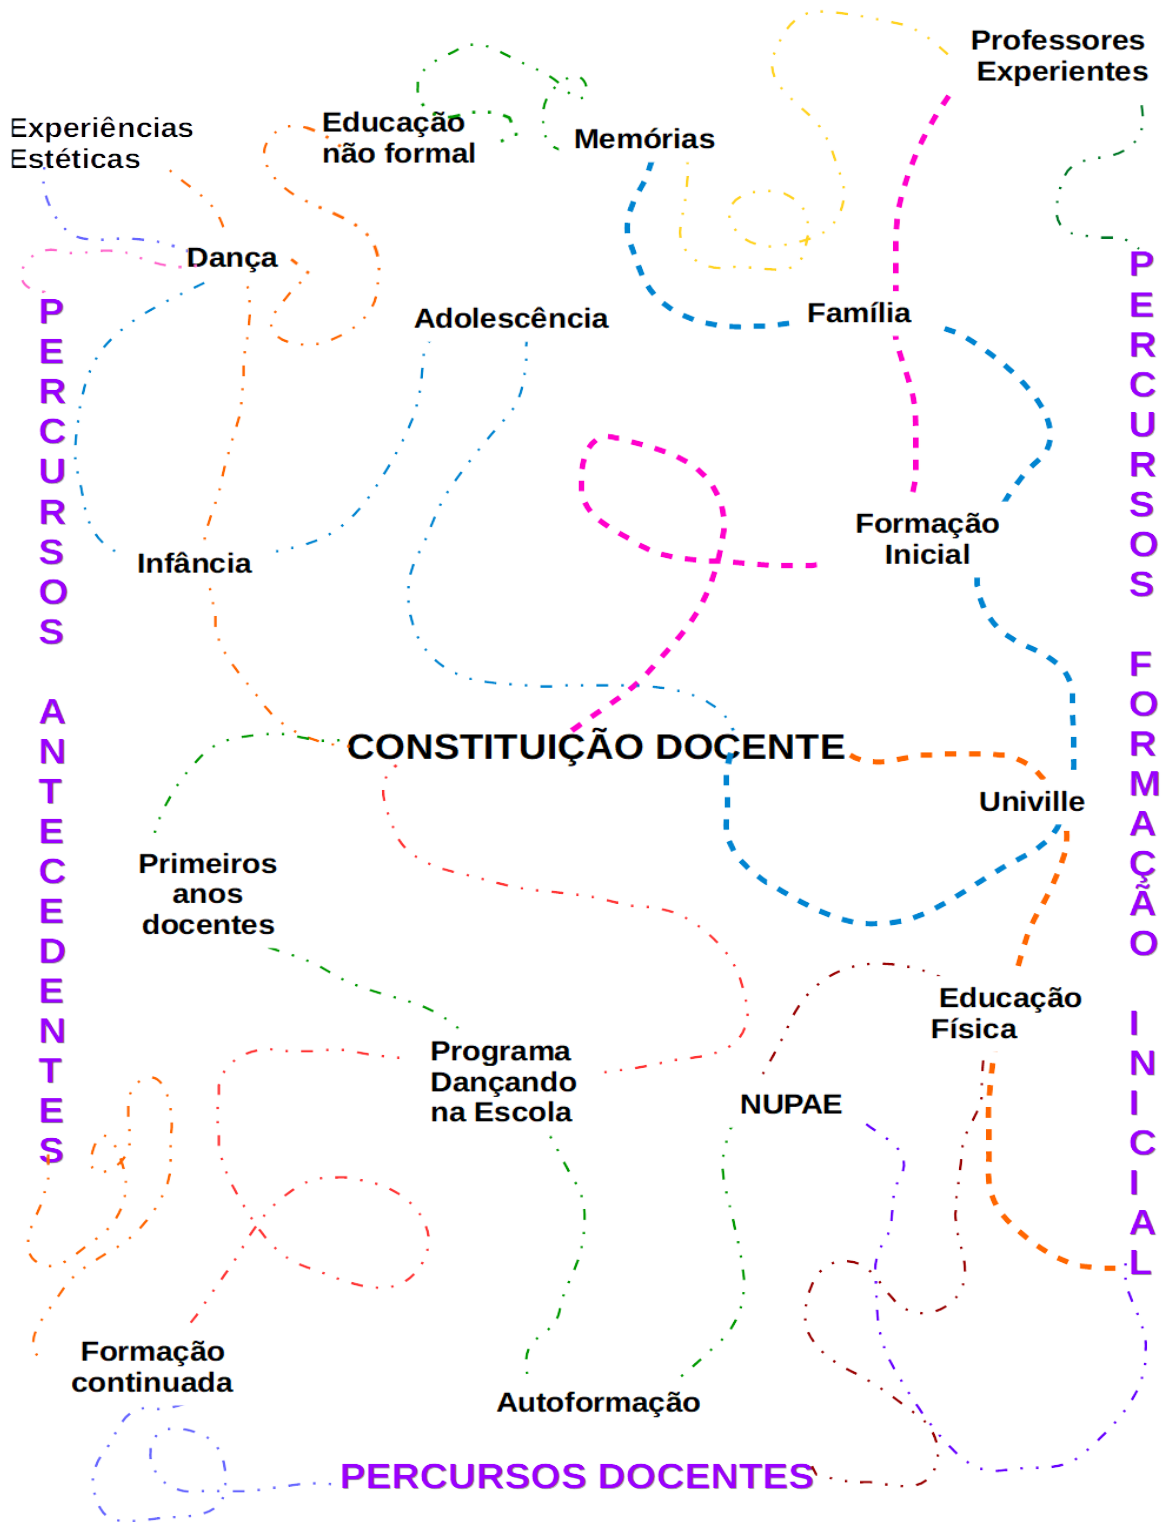 Professores
Experientes
Experiências
Estéticas
Educação
não formal
Memórias
Dança
Adolescência
Família
PERCURSOS ANTECEDENTES
PERCURSOS FORMAÇÃO INICIAL
Formação
Inicial
Infância
CONSTITUIÇÃO DOCENTE
Univille
Primeiros
anos
docentes
Educação
Física
Programa
Dançando
na Escola
NUPAE
Formação
continuada
Autoformação
PERCURSOS DOCENTES